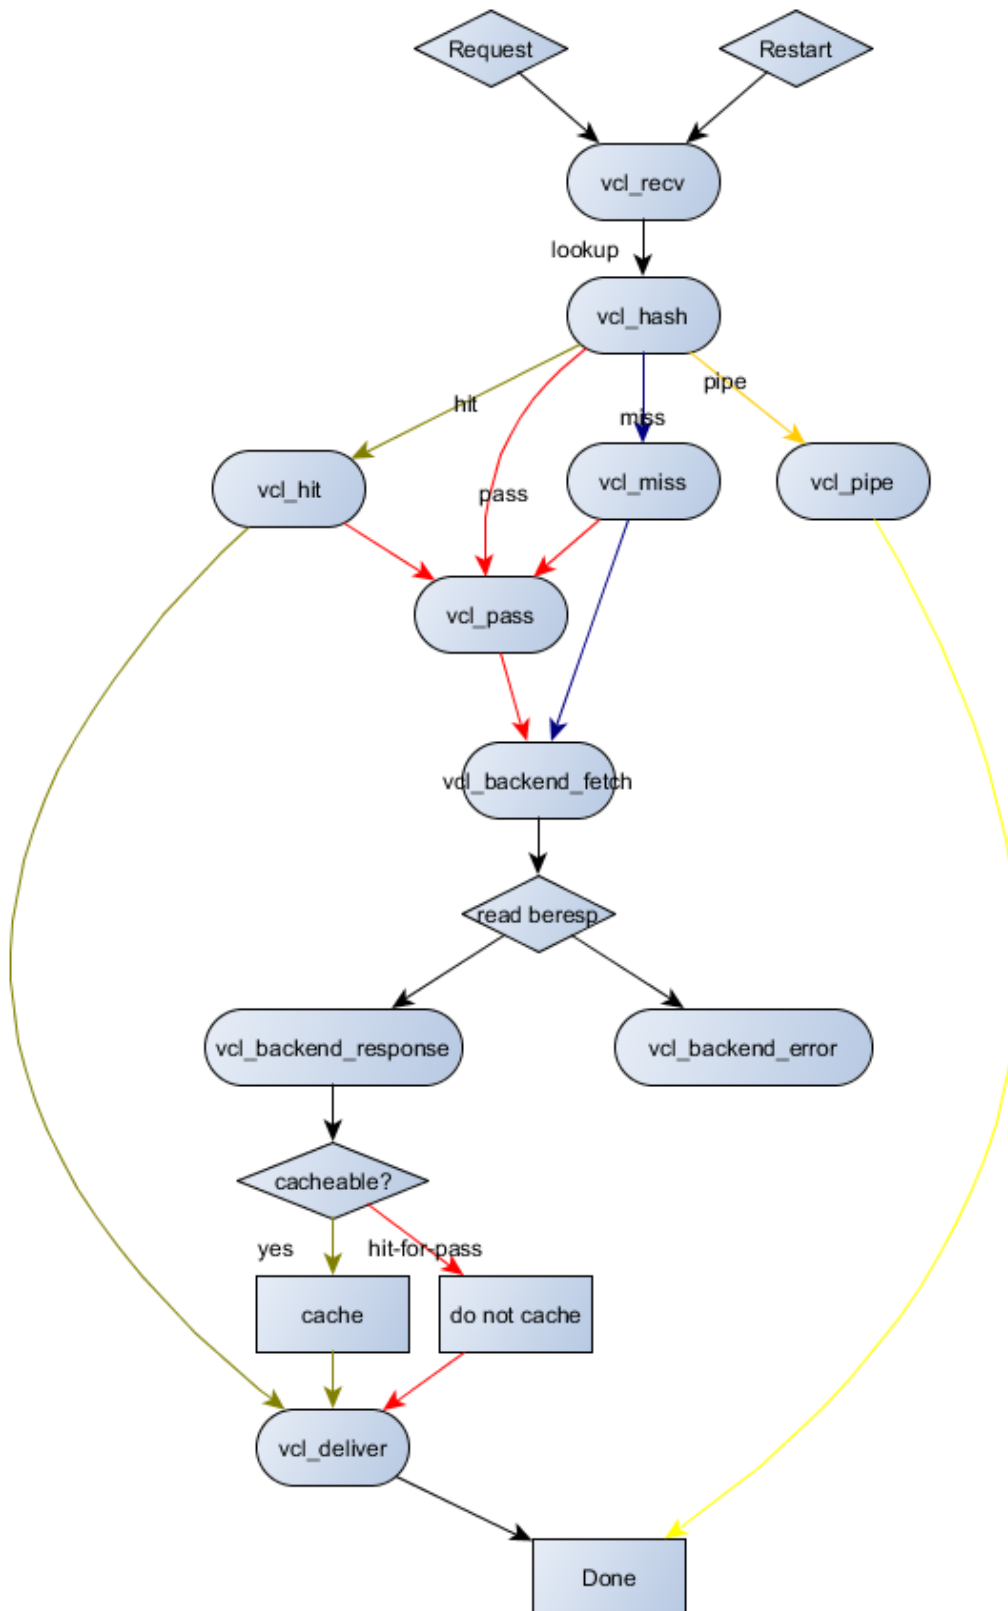 Request
Restart
vcl_recv
lookup
vcl_hash
hit
pass
miss
pipe
vcl_hit
vcl_miss
vcl_pipe
vcl_pass
vcl_backend_fetch
read beresp
vcl_backend_response
vcl_backend_error
cacheable?
yes
hit-for-pass
cache
do not cache
vcl_deliver
Done